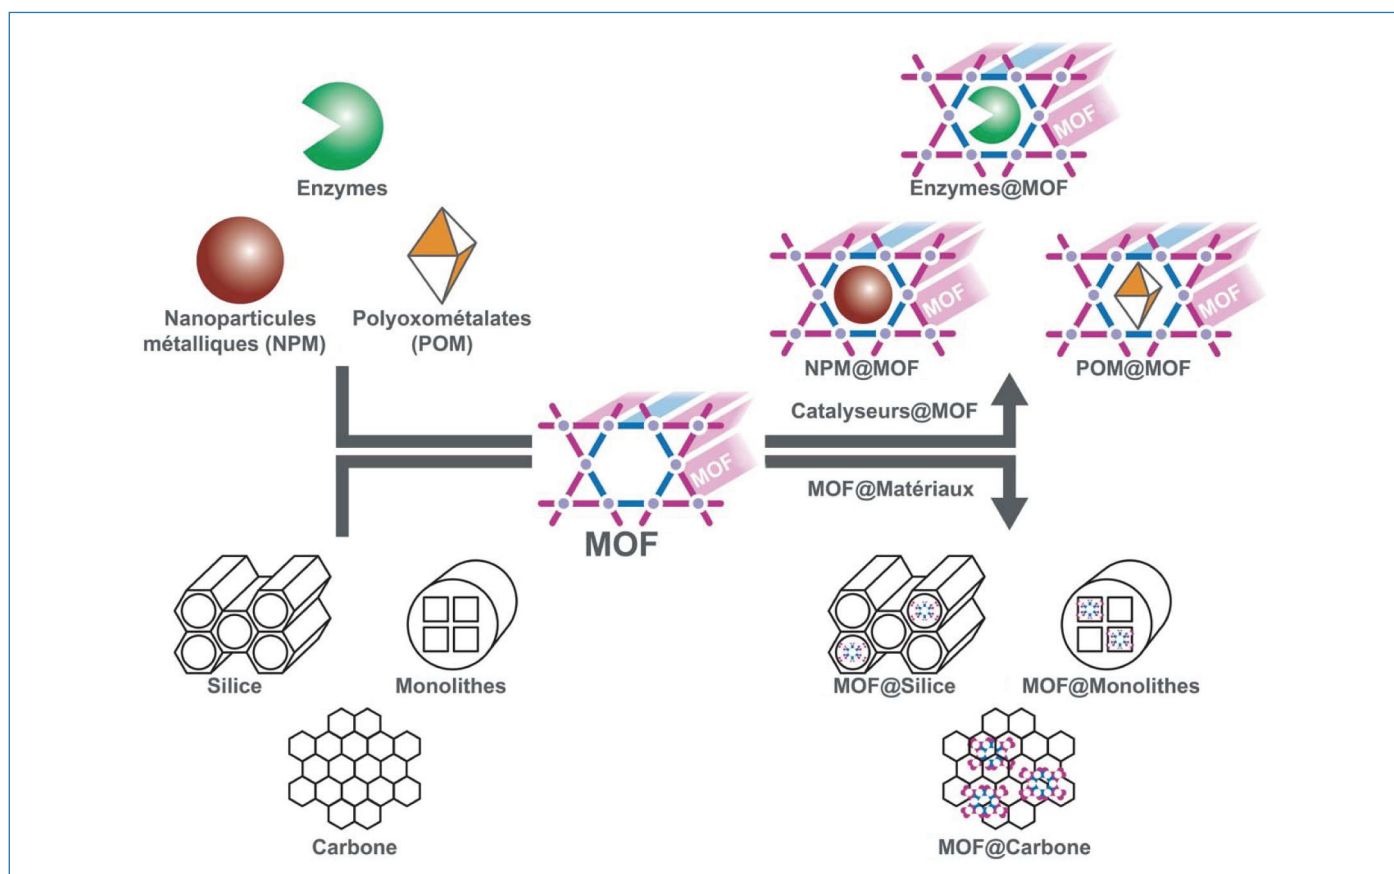 Enzymes
Nanoparticules
métalliques (NPM)
Polyoxométalates
(POM)
MOF
Enzymes@MOF
MOF
NPM@MOF
MOF
POM@MOF
Catalyseurs@MOF
MOF
MOF
MOF@Matériaux
Silice
Monolithes
Carbone
MOF@Silice
MOF@Monolithes
MOF@Carbone